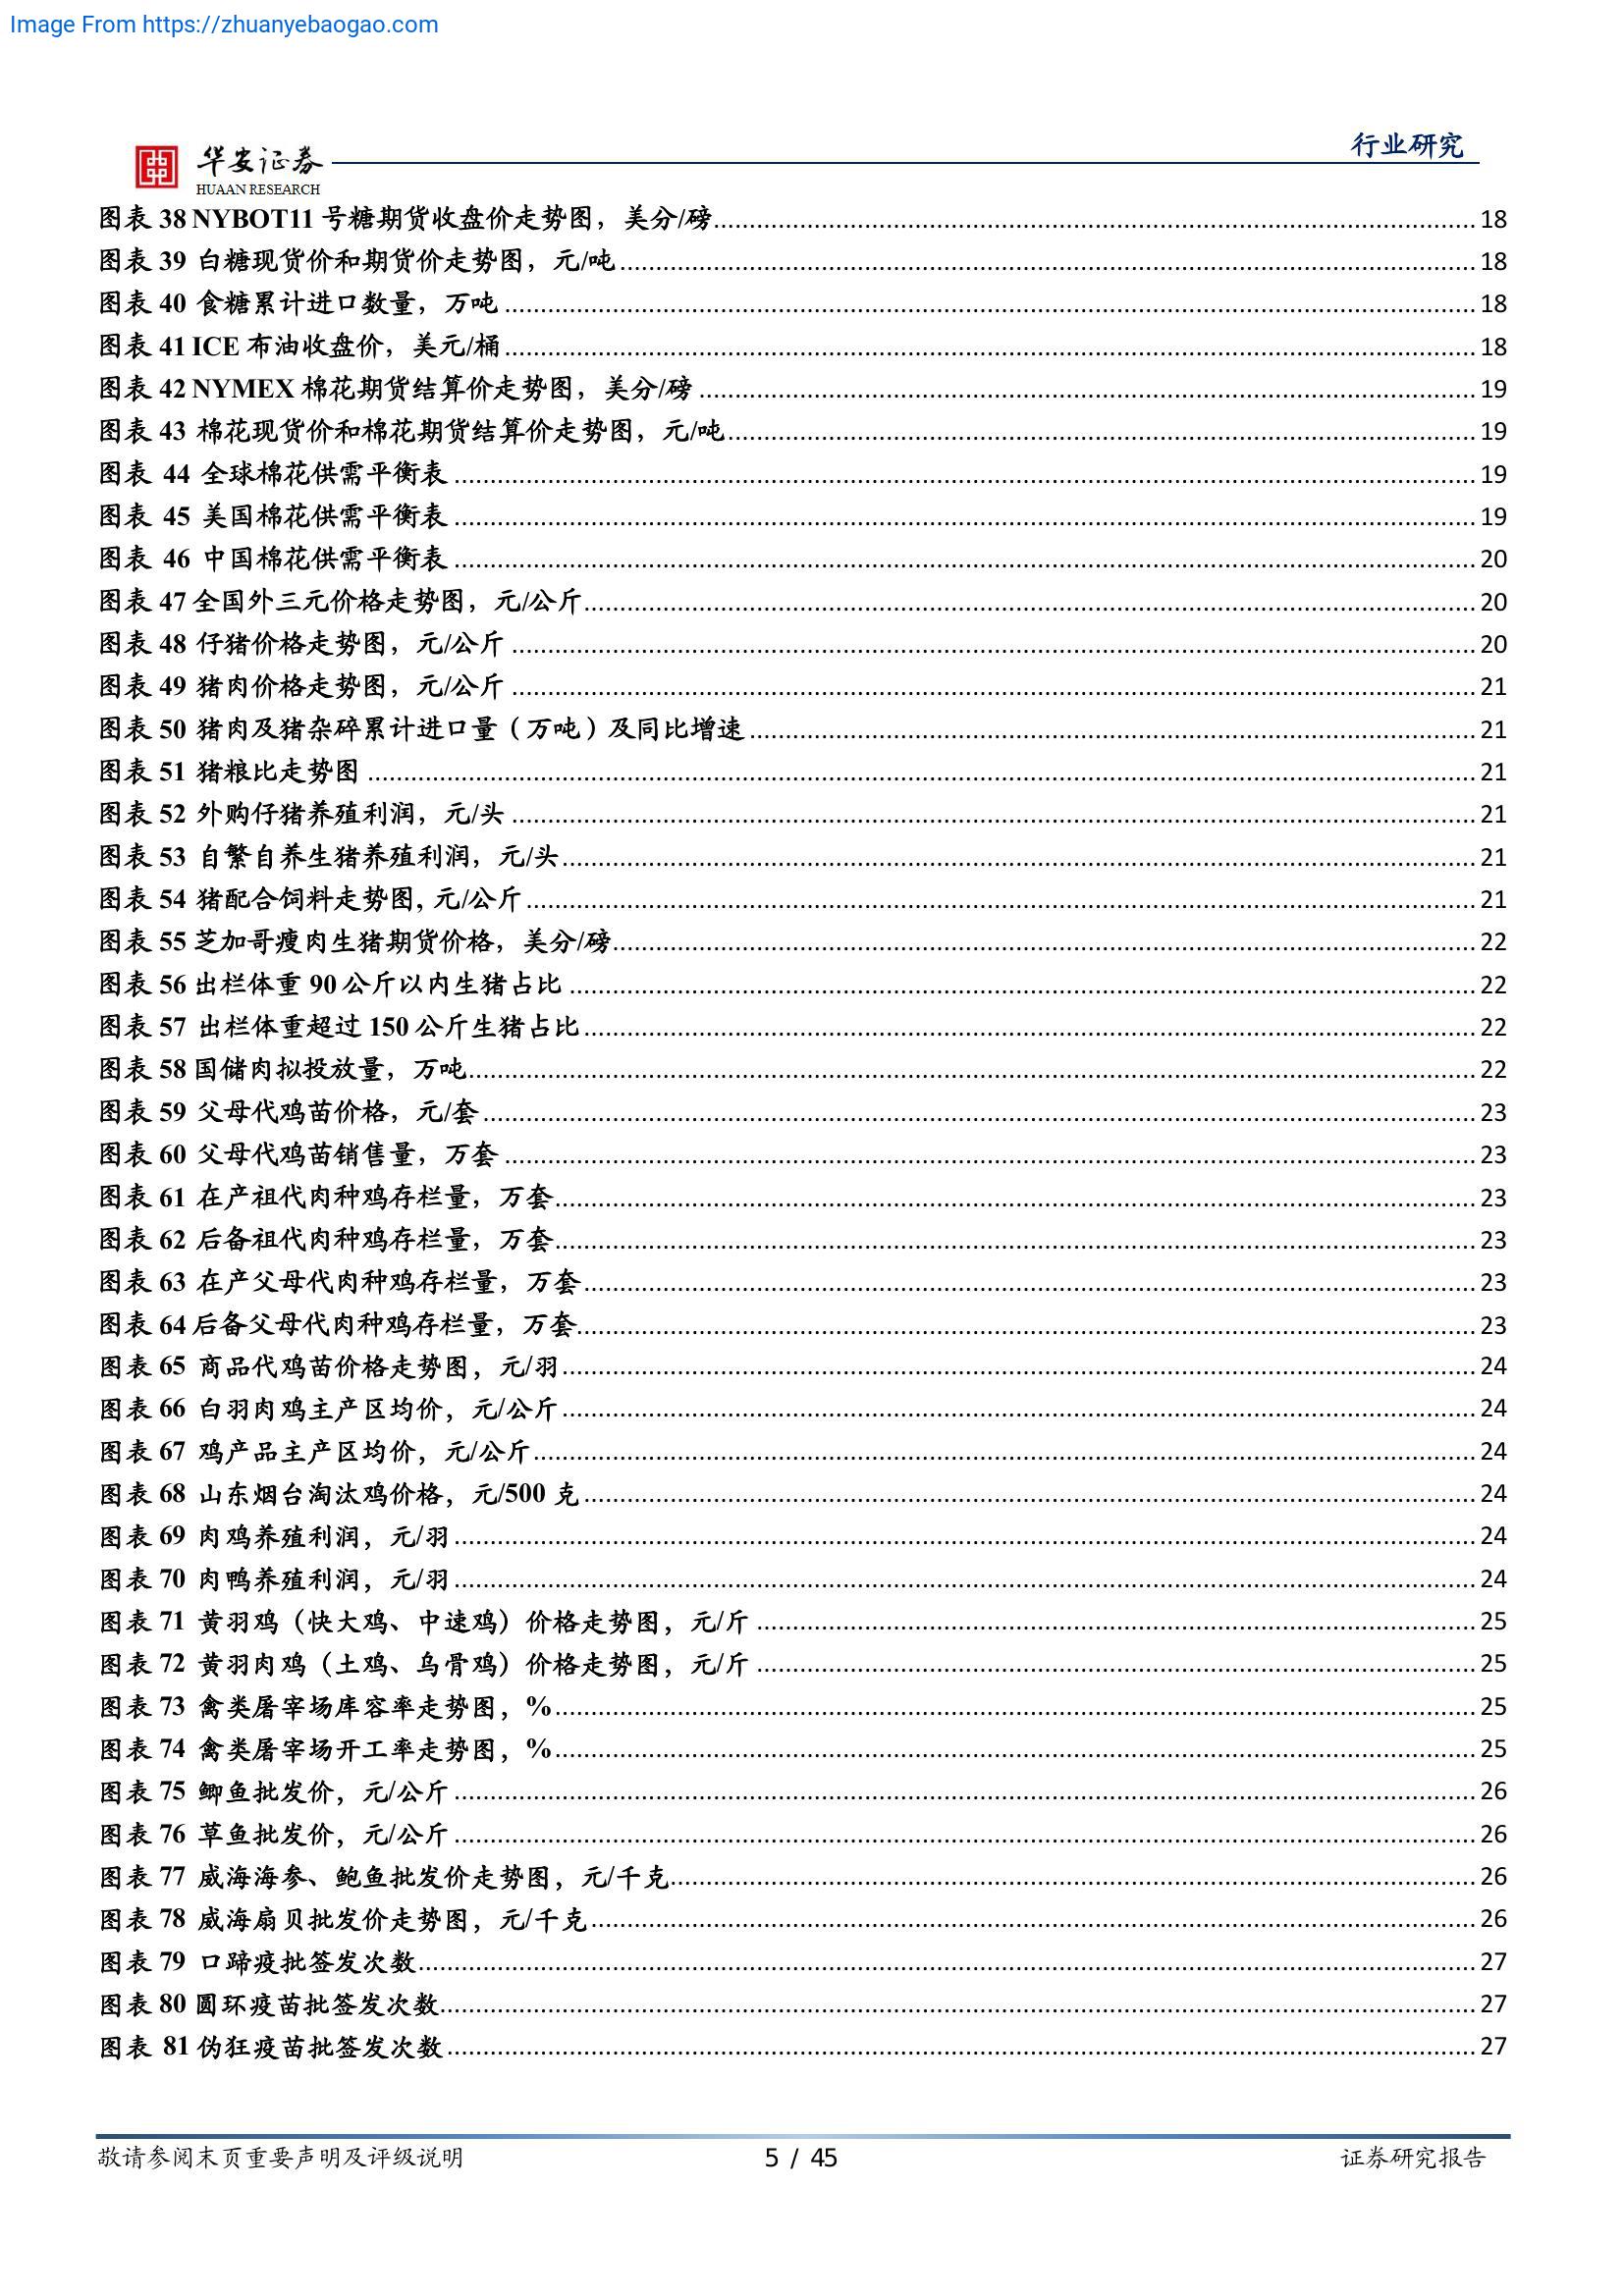 Image From https://zhuanyebaogao.com
行业研究
华安证券
HUAAN RESEARCH
图表 38 NYBOT11 号糖期货收盘价走势图，美分/磅 18
图表 39 白糖现货价和期货价走势图，元/吨 18
图表 40 食糖累计进口数量，万吨 18
图表 41 ICE 布油收盘价，美元/桶 18
图表 42 NYMEX 棉花期货结算价走势图，美分/磅 19
图表 43 棉花现货价和棉花期货结算价走势图，元/吨 19
图表 44 全球棉花供需平衡表 19
图表 45 美国棉花供需平衡表 19
图表 46 中国棉花供需平衡表 20
图表 47 全国外三元价格走势图，元/公斤 20
图表 48 仔猪价格走势图，元/公斤 20
图表 49 猪肉价格走势图，元/公斤 21
图表 50 猪肉及猪杂碎累计进口量（万吨）及同比增速 21
图表 51 猪粮比走势图 21
图表 52 外购仔猪养殖利润，元/头 21
图表 53 自繁自养生猪养殖利润，元/头 21
图表 54 猪配合饲料走势图, 元/公斤 21
图表 55 芝加哥瘦肉生猪期货价格，美分/磅 22
图表 56 出栏体重 90 公斤以内生猪占比 22
图表 57 出栏体重超过 150 公斤生猪占比 22
图表 58 国储肉拟投放量，万吨 22
图表 59 父母代鸡苗价格，元/套 23
图表 60 父母代鸡苗销售量，万套 23
图表 61 在产祖代肉种鸡存栏量，万套 23
图表 62 后备祖代肉种鸡存栏量，万套 23
图表 63 在产父母代肉种鸡存栏量，万套 23
图表 64 后备父母代肉种鸡存栏量，万套 23
图表 65 商品代鸡苗价格走势图，元/羽 24
图表 66 白羽肉鸡主产区均价，元/公斤 24
图表 67 鸡产品主产区均价，元/公斤 24
图表 68 山东烟台淘汰鸡价格，元/500 克 24
图表 69 肉鸡养殖利润，元/羽 24
图表 70 肉鸭养殖利润，元/羽 24
图表 71 黄羽鸡（快大鸡、中速鸡）价格走势图，元/斤 25
图表 72 黄羽肉鸡（土鸡、乌骨鸡）价格走势图，元/斤 25
图表 73 禽类屠宰场库容率走势图，% 25
图表 74 禽类屠宰场开工率走势图，% 25
图表 75 鲫鱼批发价，元/公斤 26
图表 76 草鱼批发价，元/公斤 26
图表 77 威海海参、鲍鱼批发价走势图，元/千克 26
图表 78 威海扇贝批发价走势图，元/千克 26
图表 79 口蹄疫批签发次数 27
图表 80 圆环疫苗批签发次数 27
图表 81 伪狂疫苗批签发次数 27
敬请参阅末页重要声明及评级说明 5 / 45 证券研究报告